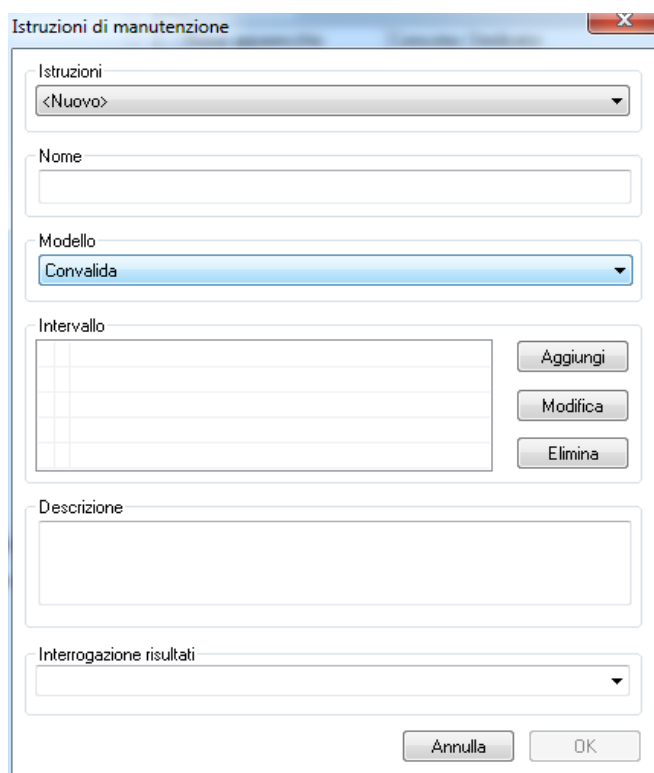 Istruzioni di manutenzione
Istruzioni
<Nuovo>
Nome
Modello
Convalida
Intervallo
Aggiungi
Modifica
Elimina
Descrizione
Interrogazione risultati
Annulla
OK